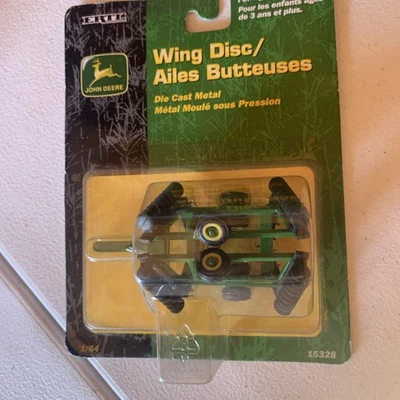 ERTL
Pour les enfants âgés
de 3 ans et plus.
JOHN DEERE
Wing Disc/
Ailes Butteuses
Die Cast Metal
Métal Moulé sous Pression
1/64
15328